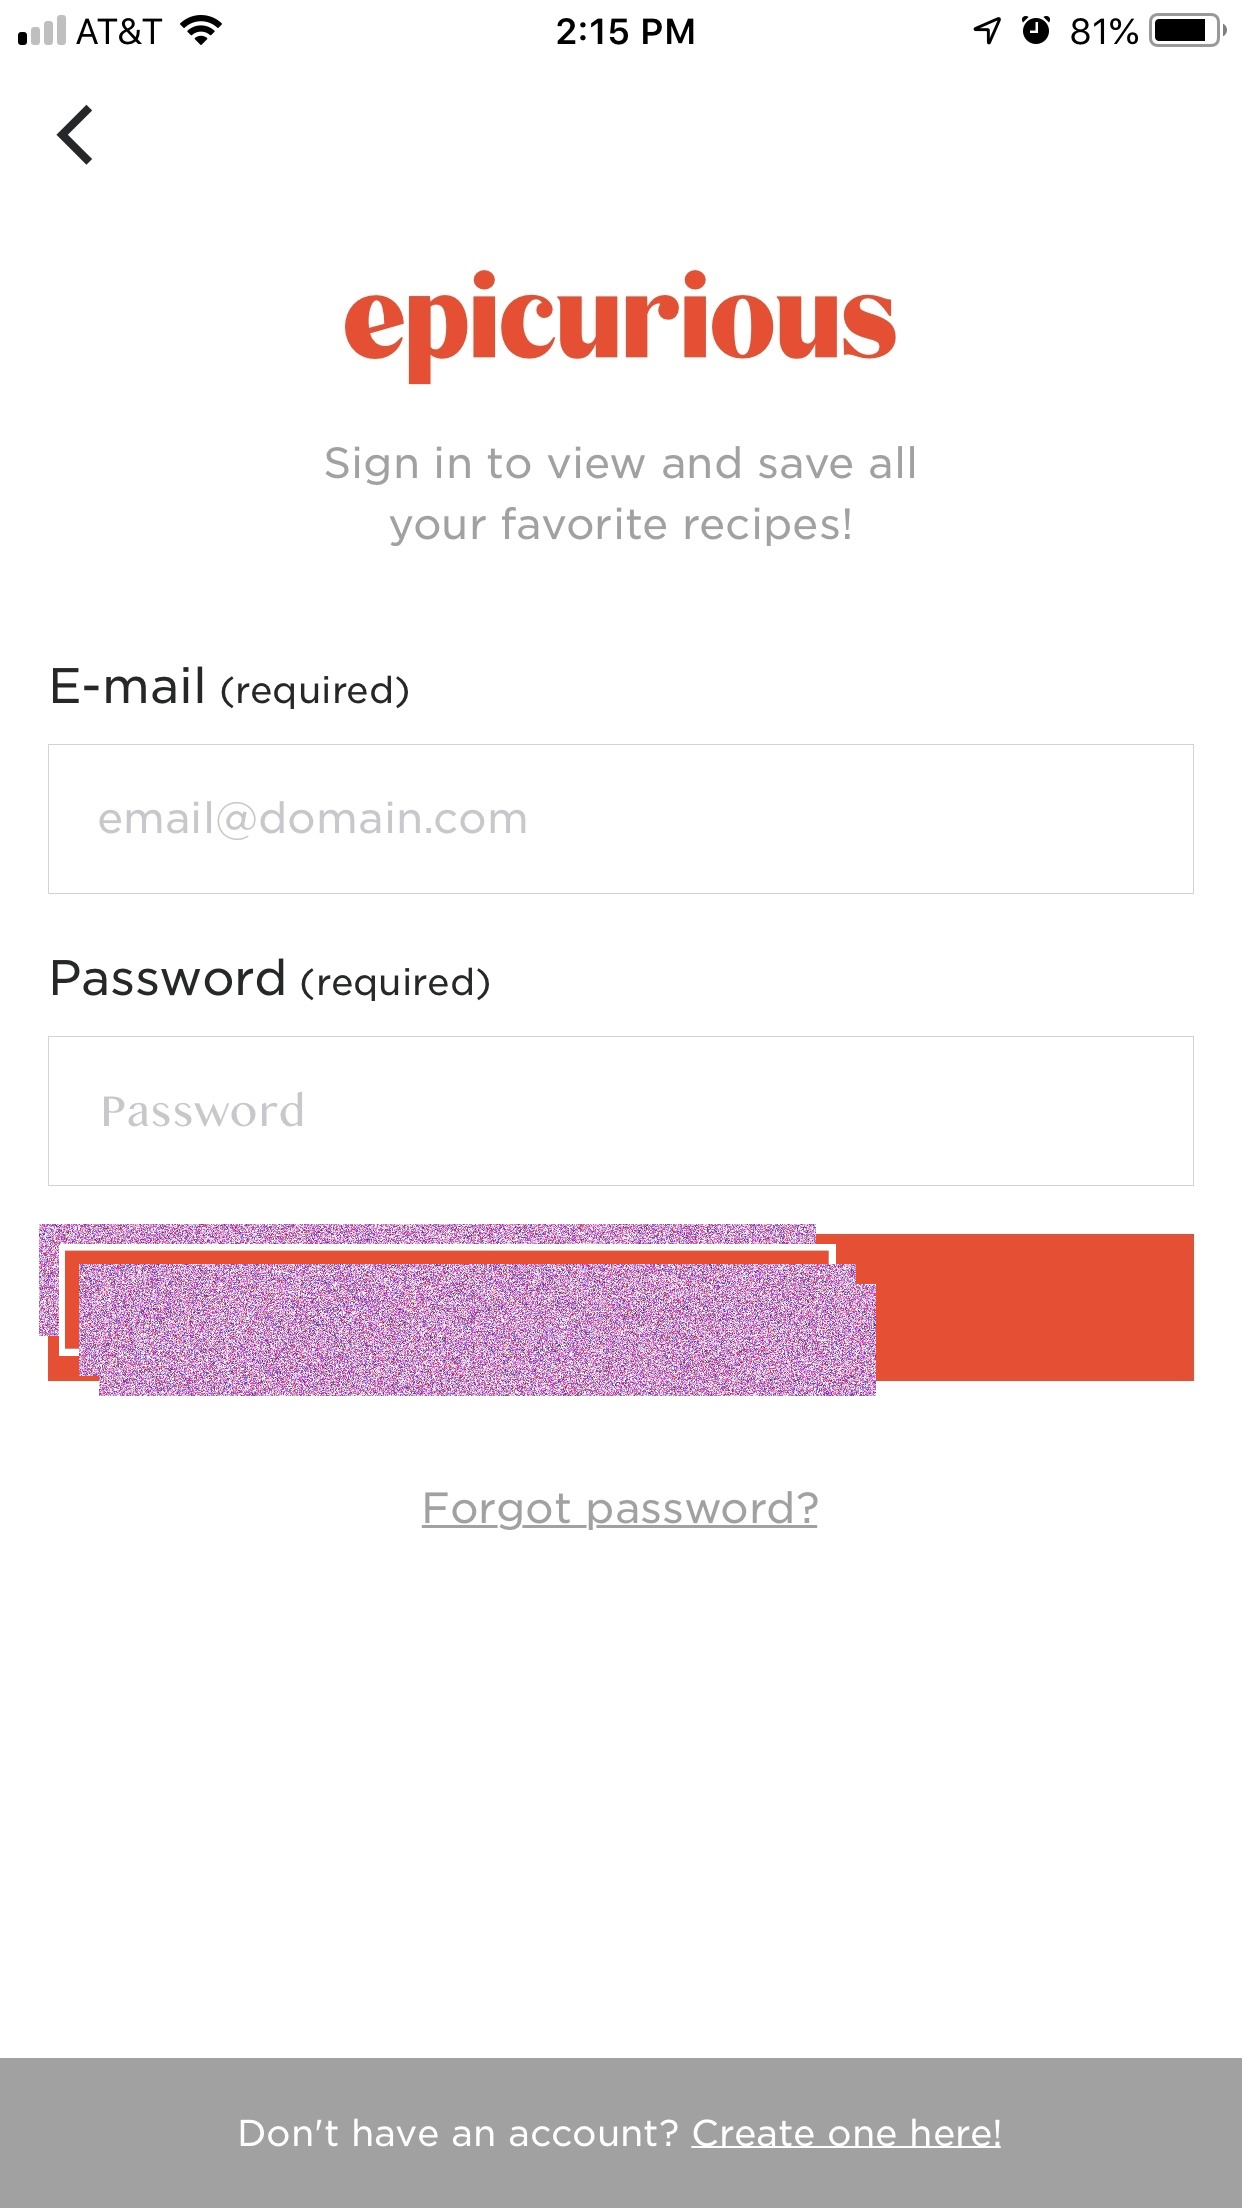 AT&T 2:15 PM 81%
epicurious
Sign in to view and save all
your favorite recipes!
E-mail (required)
email@domain.com
Password (required)
Password
Forgot password?
Don't have an account? Create one here!